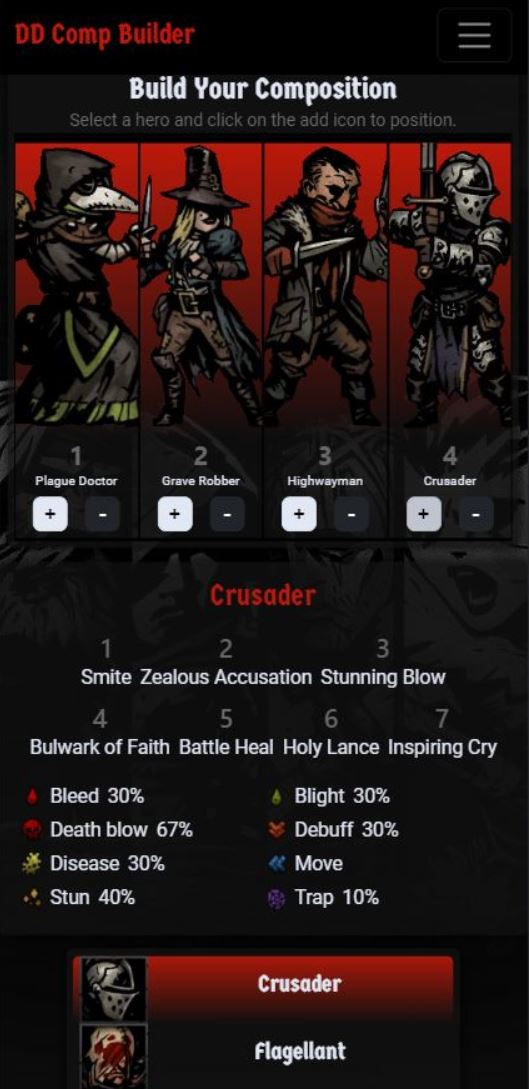 DD Comp Builder
Build Your Composition
Select a hero and click on the add icon to position.
1 2 3 4
Plague Doctor Grave Robber Highwayman Crusader
+ - + - + - + -
Crusader
1 2 3
Smite Zealous Accusation Stunning Blow
4 5 6 7
Bulwark of Faith Battle Heal Holy Lance Inspiring Cry
Bleed 30% Blight 30%
Death blow 67% Debuff 30%
Disease 30% Move
Stun 40% Trap 10%
Crusader
Flagellant